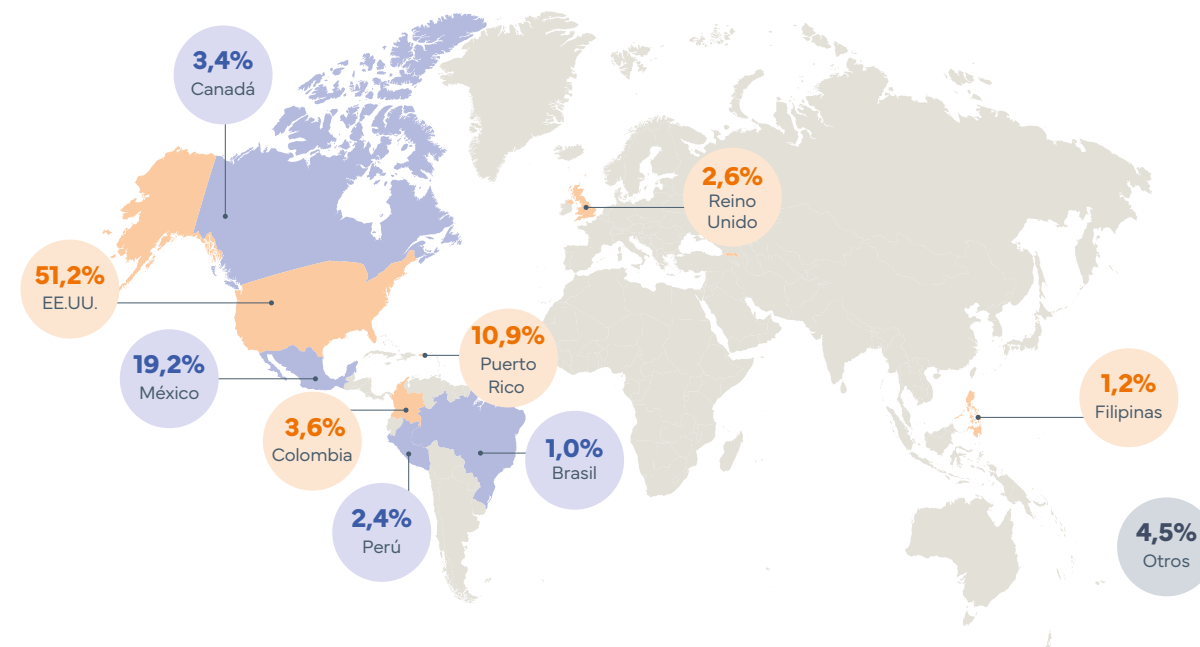 3,4%
Canadá
2,6%
Reino
Unido
51,2%
EE.UU.
10,9%
Puerto
Rico
19,2%
México
1,2%
Filipinas
3,6%
Colombia
1,0%
Brasil
2,4%
Perú
4,5%
Otros